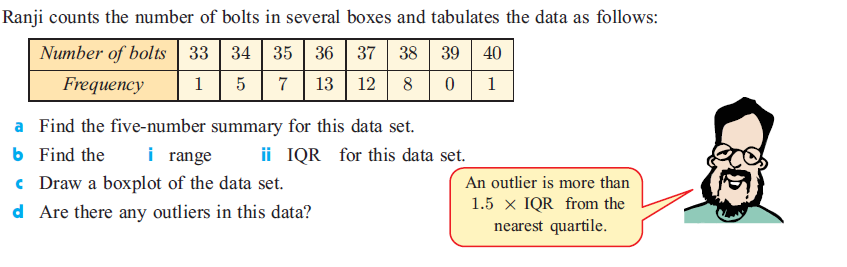 Ranji counts the number of bolts in several boxes and tabulates the data as follows:
Number of bolts 33 34 35 36 37 38 39 40
Frequency 1 5 7 13 12 8 0 1
a Find the five-number summary for this data set.
b Find the i range ii IQR for this data set.
c Draw a boxplot of the data set.
d Are there any outliers in this data?
An outlier is more than
1.5 × IQR from the
nearest quartile.